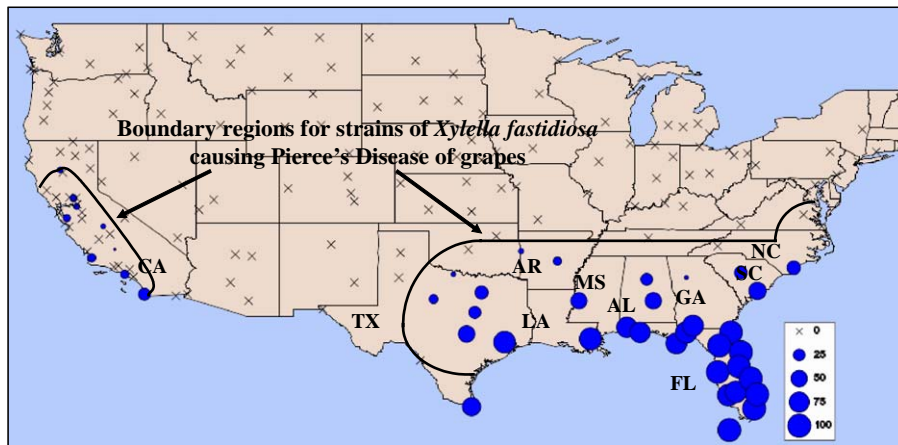 Boundary regions for strains of Xylella fastidiosa
causing Pierce's Disease of grapes
CA
TX
AR
LA
MS
AL
GA
SC
NC
FL
0
25
50
75
100